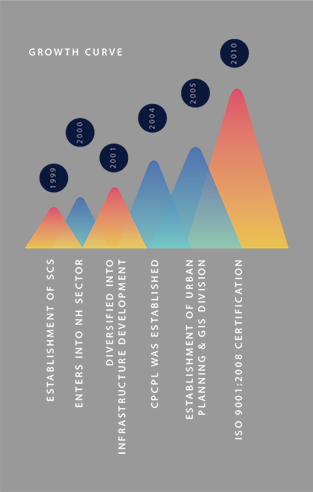 GROWTH CURVE
1999
2000
2001
2004
2005
2010
ESTABLISHMENT OF SCS
ENTERS INTO NH SECTOR
DIVERSIFIED INTO
INFRASTRUCTURE DEVELOPMENT
CPCPL WAS ESTABLISHED
ESTABLISHMENT OF URBAN
PLANNING & GIS DIVISION
ISO 9001:2008 CERTIFICATION